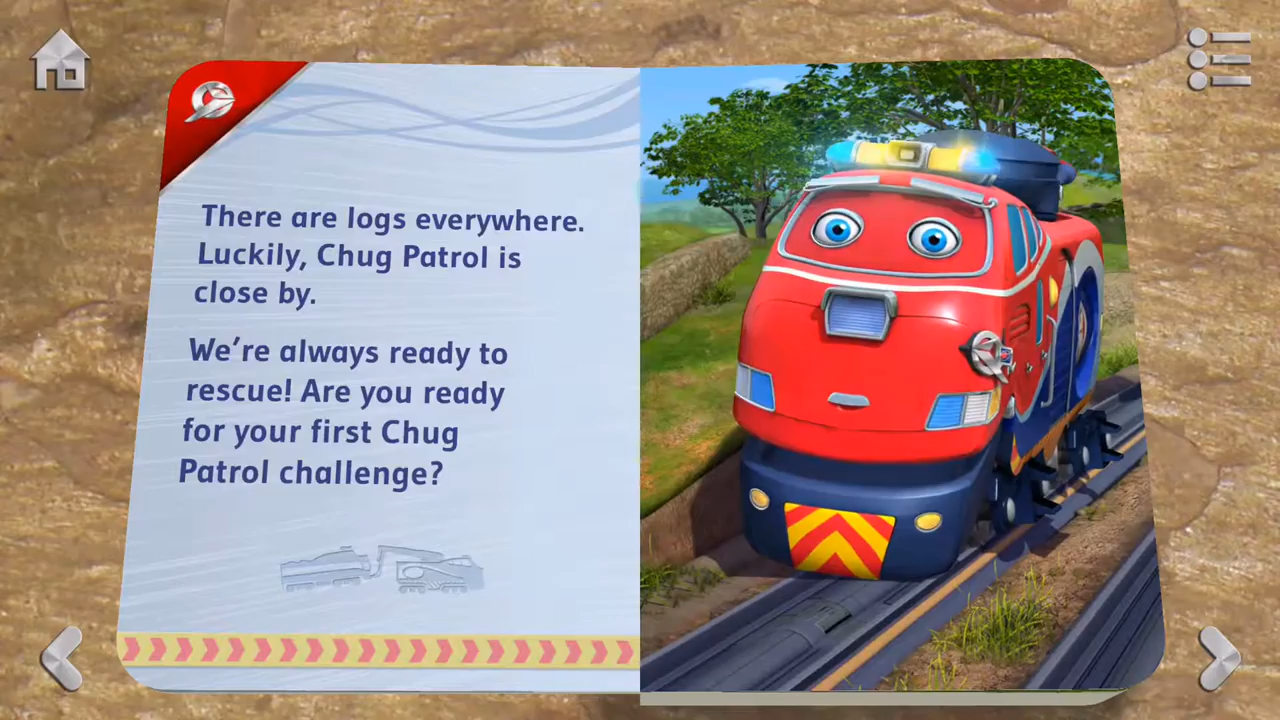 There are logs everywhere.
Luckily, Chug Patrol is
close by.
We're always ready to
rescue! Are you ready
for your first Chug
Patrol challenge?